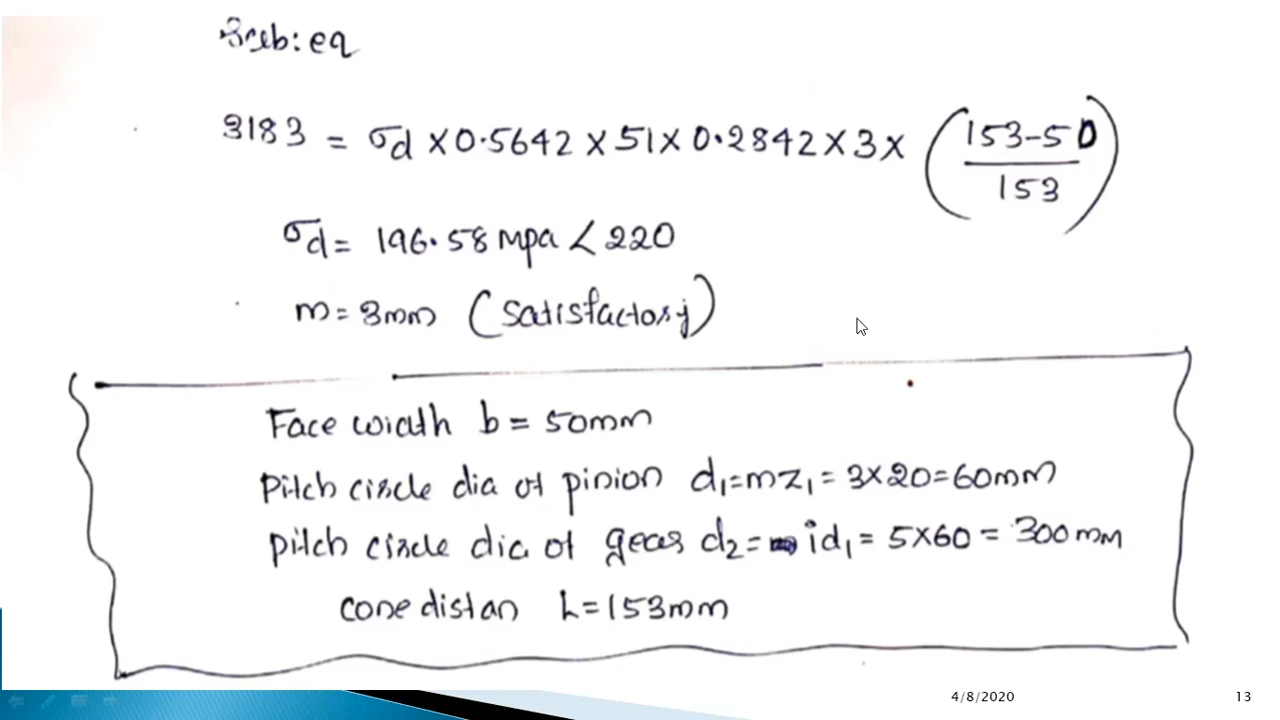 Sub: eq
3183 = σd × 0.5642 × 51 × 0.2842 × 3 × (153-50 / 153)
σd = 196.58 mpa < 220
m = 3mm (satisfactory)
Face width b = 50mm
Pitch circle dia of pinion d₁=mz₁ = 3×20=60mm
pitch circle dia of gear d₂= id₁ = 5×60 = 300mm
cone distan L=153mm
4/8/2020 13